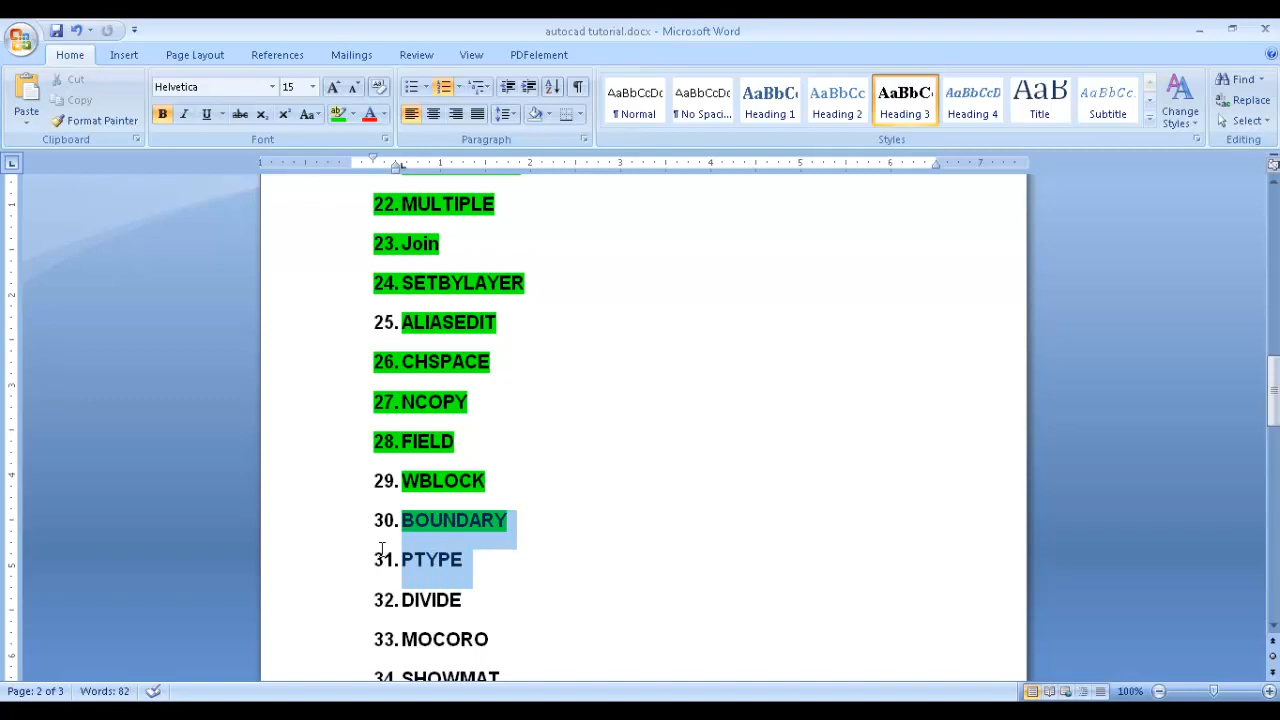 autocad tutorial.docx - Microsoft Word
Home Insert Page Layout References Mailings Review View PDFelement
Paste
Cut
Copy
Format Painter
Clipboard
Helvetica 15
Font
Paragraph
AaBbCcDc AaBbCcDc AaBbC AaBbCc AaBbC AaBbCcD AaB AaBbCc.
¶ Normal ¶ No Spaci... Heading 1 Heading 2 Heading 3 Heading 4 Title Subtitle
Styles
Change Styles
Find
Replace
Select
Editing
22. MULTIPLE
23. Join
24. SETBYLAYER
25. ALIASEDIT
26. CHSPACE
27. NCOPY
28. FIELD
29. WBLOCK
30. BOUNDARY
31. PTYPE
32. DIVIDE
33. MOCORO
34. SHOWMAT
Page: 2 of 3 Words: 82 100%